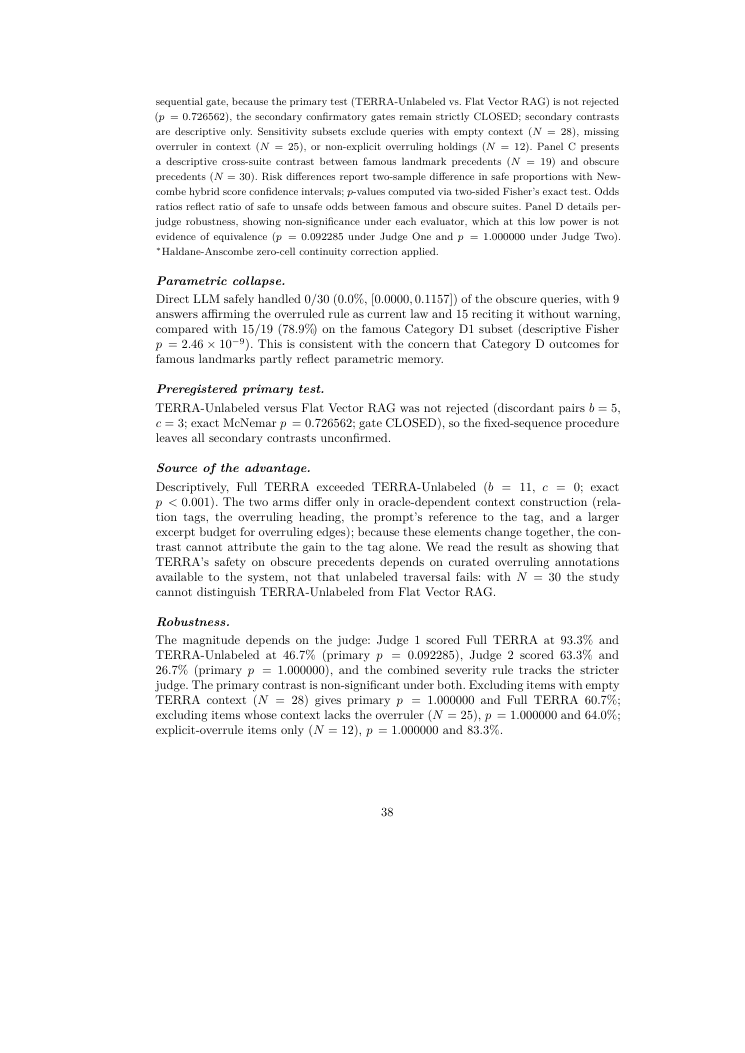 sequential gate, because the primary test (TERRA-Unlabeled vs. Flat Vector RAG) is not rejected
(p = 0.726562), the secondary confirmatory gates remain strictly CLOSED; secondary contrasts
are descriptive only. Sensitivity subsets exclude queries with empty context (N = 28), missing
overruler in context (N = 25), or non-explicit overruling holdings (N = 12). Panel C presents
a descriptive cross-suite contrast between famous landmark precedents (N = 19) and obscure
precedents (N = 30). Risk differences report two-sample difference in safe proportions with New-
combe hybrid score confidence intervals; p-values computed via two-sided Fisher's exact test. Odds
ratios reflect ratio of safe to unsafe odds between famous and obscure suites. Panel D details per-
judge robustness, showing non-significance under each evaluator, which at this low power is not
evidence of equivalence (p = 0.092285 under Judge One and p = 1.000000 under Judge Two).
*Haldane-Anscombe zero-cell continuity correction applied.
Parametric collapse.
Direct LLM safely handled 0/30 (0.0%, [0.0000, 0.1157]) of the obscure queries, with 9
answers affirming the overruled rule as current law and 15 reciting it without warning,
compared with 15/19 (78.9%) on the famous Category D1 subset (descriptive Fisher
p = 2.46 × 10⁻⁹). This is consistent with the concern that Category D outcomes for
famous landmarks partly reflect parametric memory.
Preregistered primary test.
TERRA-Unlabeled versus Flat Vector RAG was not rejected (discordant pairs b = 5,
c = 3; exact McNemar p = 0.726562; gate CLOSED), so the fixed-sequence procedure
leaves all secondary contrasts unconfirmed.
Source of the advantage.
Descriptively, Full TERRA exceeded TERRA-Unlabeled (b = 11, c = 0; exact
p < 0.001). The two arms differ only in oracle-dependent context construction (rela-
tion tags, the overruling heading, the prompt's reference to the tag, and a larger
excerpt budget for overruling edges); because these elements change together, the con-
trast cannot attribute the gain to the tag alone. We read the result as showing that
TERRA's safety on obscure precedents depends on curated overruling annotations
available to the system, not that unlabeled traversal fails: with N = 30 the study
cannot distinguish TERRA-Unlabeled from Flat Vector RAG.
Robustness.
The magnitude depends on the judge: Judge 1 scored Full TERRA at 93.3% and
TERRA-Unlabeled at 46.7% (primary p = 0.092285), Judge 2 scored 63.3% and
26.7% (primary p = 1.000000), and the combined severity rule tracks the stricter
judge. The primary contrast is non-significant under both. Excluding items with empty
TERRA context (N = 28) gives primary p = 1.000000 and Full TERRA 60.7%;
excluding items whose context lacks the overruler (N = 25), p = 1.000000 and 64.0%;
explicit-overrule items only (N = 12), p = 1.000000 and 83.3%.
38